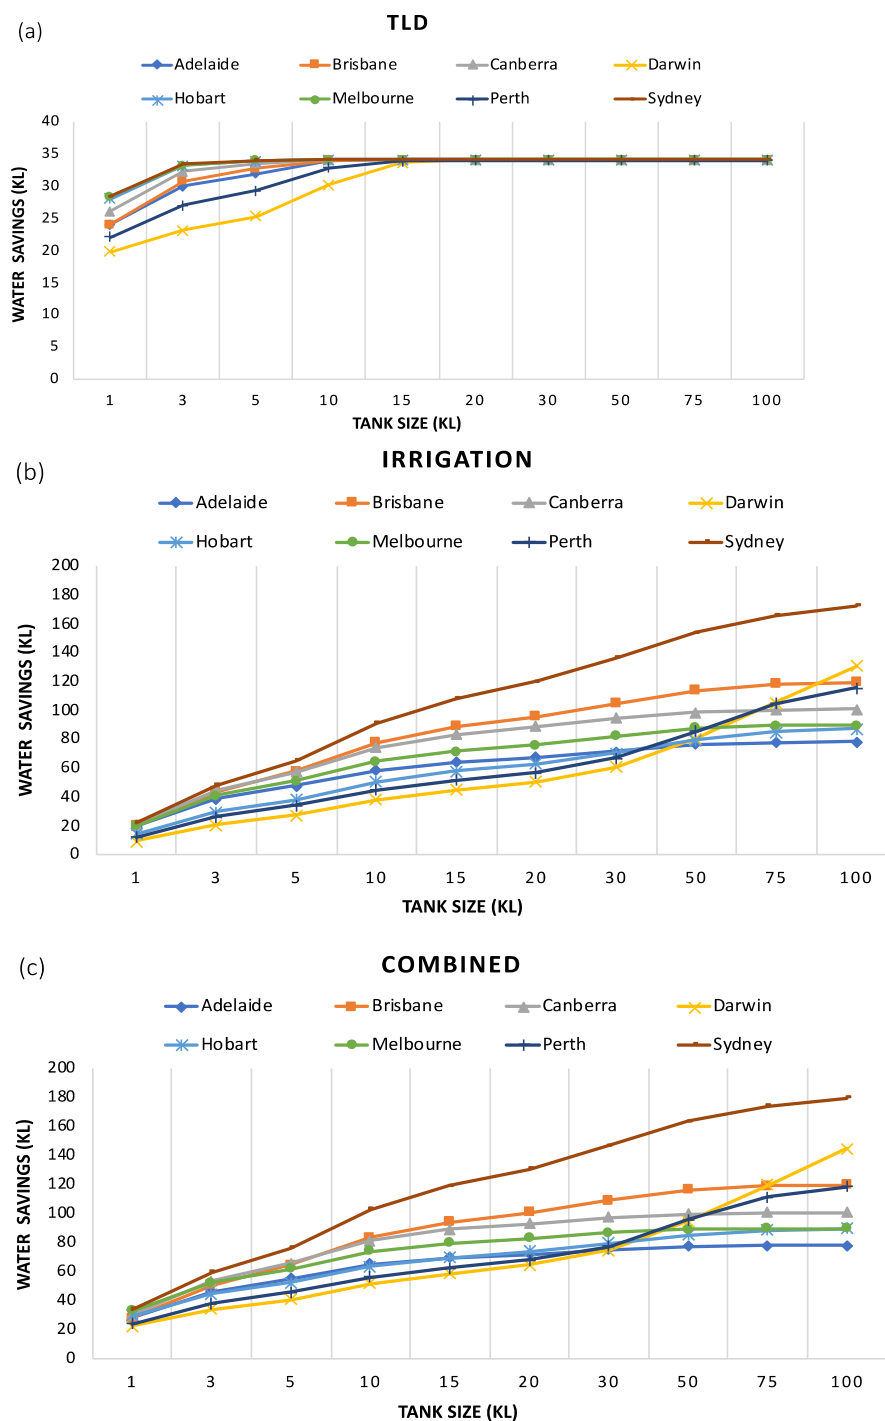 (a)
TLD
Adelaide Brisbane Canberra Darwin
Hobart Melbourne Perth Sydney
40
35
30
25
20
15
10
5
0
WATER SAVINGS (KL)
1 3 5 10 15 20 30 50 75 100
TANK SIZE (KL)
(b)
IRRIGATION
Adelaide Brisbane Canberra Darwin
Hobart Melbourne Perth Sydney
200
180
160
140
120
100
80
60
40
20
0
WATER SAVINGS (KL)
1 3 5 10 15 20 30 50 75 100
TANK SIZE (KL)
(c)
COMBINED
Adelaide Brisbane Canberra Darwin
Hobart Melbourne Perth Sydney
200
180
160
140
120
100
80
60
40
20
0
WATER SAVINGS (KL)
1 3 5 10 15 20 30 50 75 100
TANK SIZE (KL)